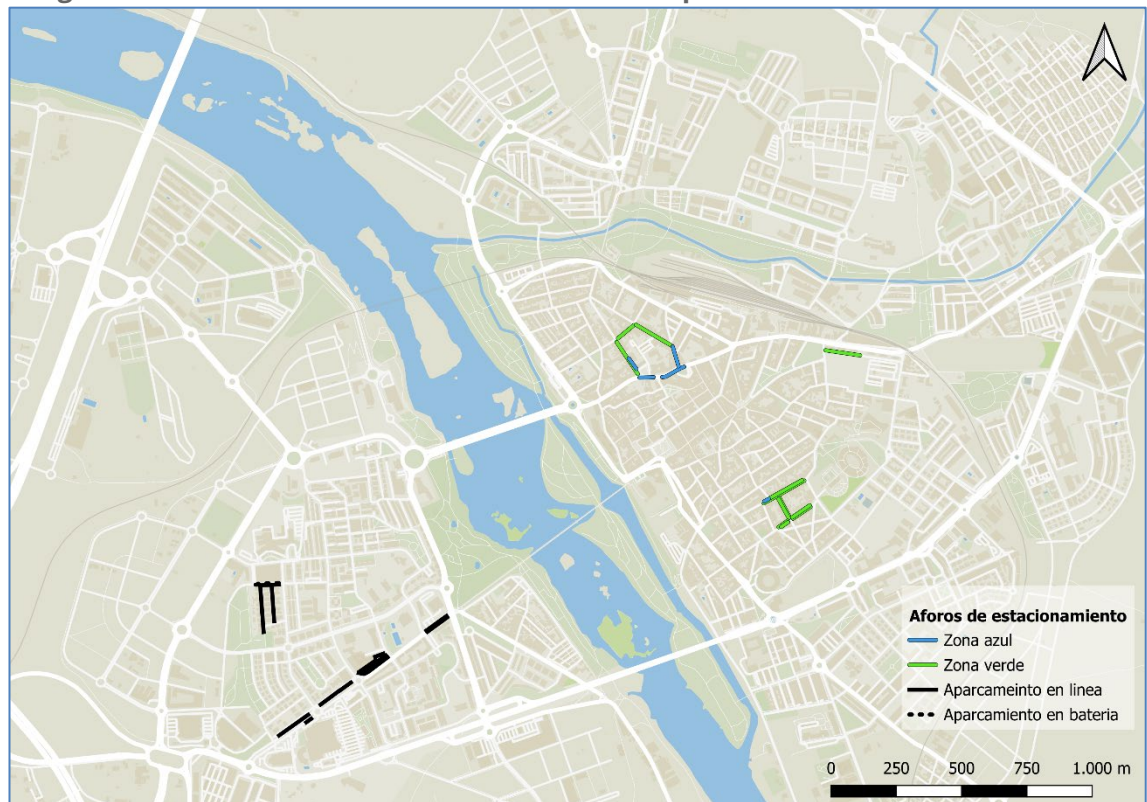 Aforos de estacionamiento
Zona azul
Zona verde
Aparcameinto en linea
Aparcamiento en bateria
0 250 500 750 1.000 m